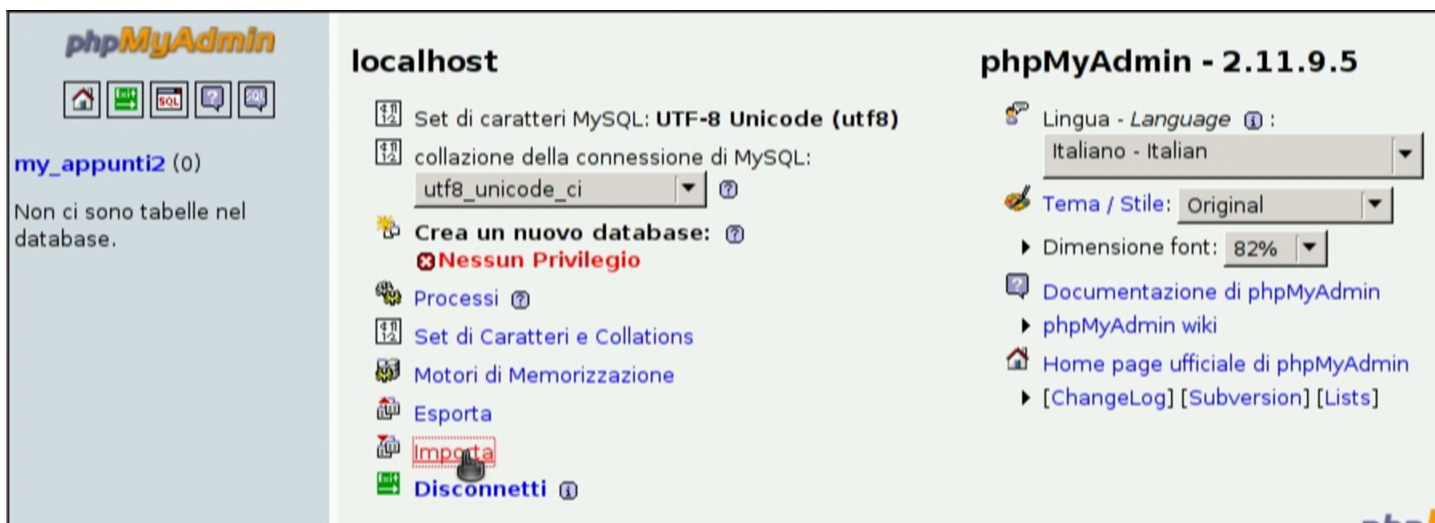 phpMyAdmin
my_appunti2 (0)
Non ci sono tabelle nel
database.
localhost
Set di caratteri MySQL: UTF-8 Unicode (utf8)
collazione della connessione di MySQL:
utf8_unicode_ci
Crea un nuovo database:
Nessun Privilegio
Processi
Set di Caratteri e Collations
Motori di Memorizzazione
Esporta
Importa
Disconnetti
phpMyAdmin - 2.11.9.5
Lingua - Language :
Italiano - Italian
Tema / Stile: Original
Dimensione font: 82%
Documentazione di phpMyAdmin
phpMyAdmin wiki
Home page ufficiale di phpMyAdmin
[ChangeLog] [Subversion] [Lists]